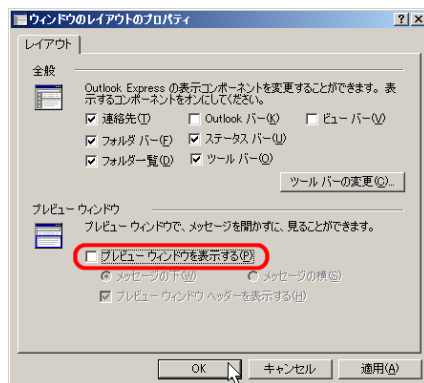 ウィンドウのレイアウトのプロパティ
レイアウト
全般
Outlook Express の表示コンポーネントを変更することができます。表
示するコンポーネントをオンにしてください。
連絡先(T) Outlook バー(K) ビュー バー(V)
フォルダ バー(F) ステータス バー(U)
フォルダ一覧(D) ツール バー(O)
ツール バーの変更(C)...
プレビュー ウィンドウ
プレビュー ウィンドウで、メッセージを開かずに、見ることができます。
プレビュー ウィンドウを表示する(P)
メッセージの下(W) メッセージの横(S)
プレビュー ウィンドウ ヘッダーを表示する(H)
OK キャンセル 適用(A)